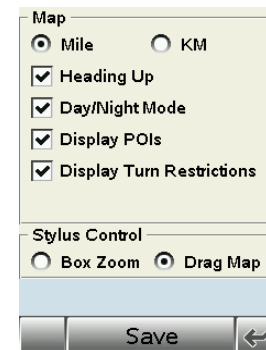 Map
Mile KM
Heading Up
Day/Night Mode
Display POIs
Display Turn Restrictions
Stylus Control
Box Zoom Drag Map
Save